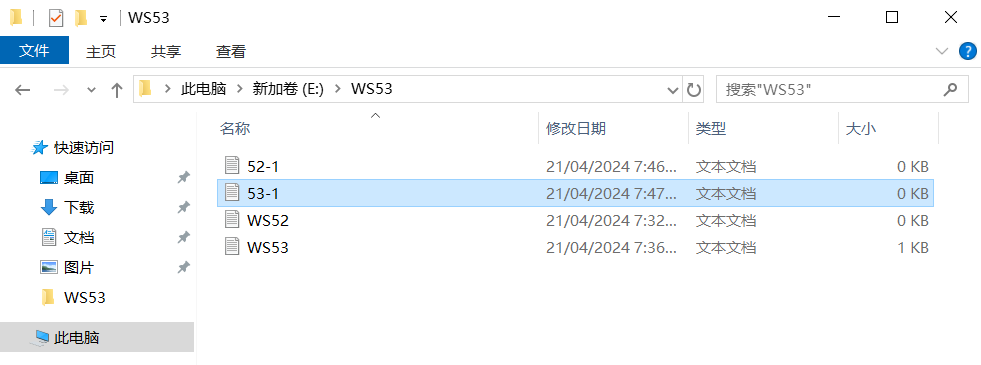 WS53
文件 主页 共享 查看
此电脑 新加卷 (E:) WS53 搜索"WS53"
名称 修改日期 类型 大小
快速访问
桌面
下载
文档
图片
WS53
此电脑
52-1 21/04/2024 7:46... 文本文档 0 KB
53-1 21/04/2024 7:47... 文本文档 0 KB
WS52 21/04/2024 7:32... 文本文档 0 KB
WS53 21/04/2024 7:36... 文本文档 1 KB